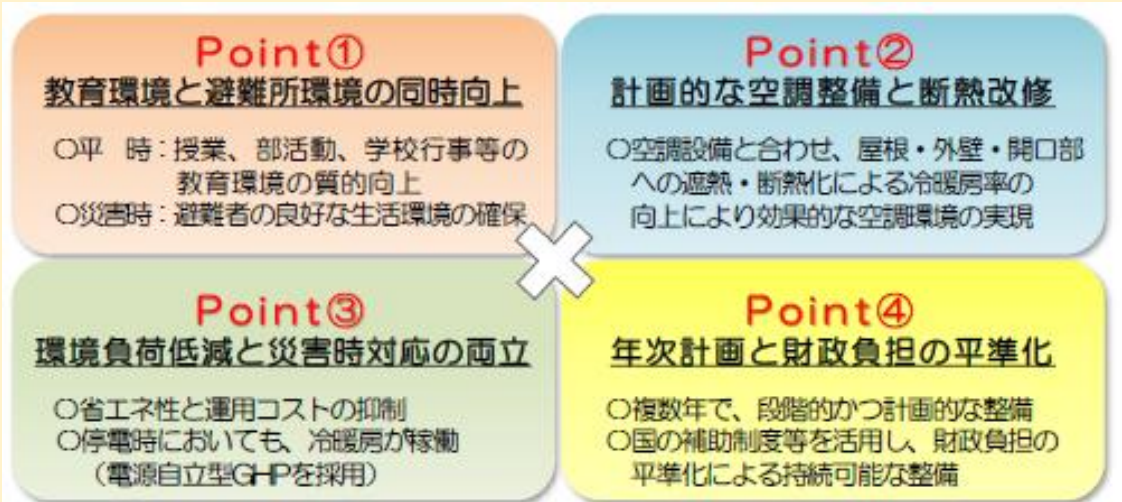 Point①
教育環境と避難所環境の同時向上
○平　時：授業、部活動、学校行事等の
教育環境の質的向上
○災害時：避難者の良好な生活環境の確保
Point②
計画的な空調整備と断熱改修
○空調設備と合わせ、屋根・外壁・開口部
への遮熱・断熱化による冷暖房率の
向上により効果的な空調環境の実現
Point③
環境負荷低減と災害時対応の両立
○省エネ性と運用コストの抑制
○停電時においても、冷暖房が稼働
（電源自立型GHPを採用）
Point④
年次計画と財政負担の平準化
○複数年で、段階的かつ計画的な整備
○国の補助制度等を活用し、財政負担の
平準化による持続可能な整備